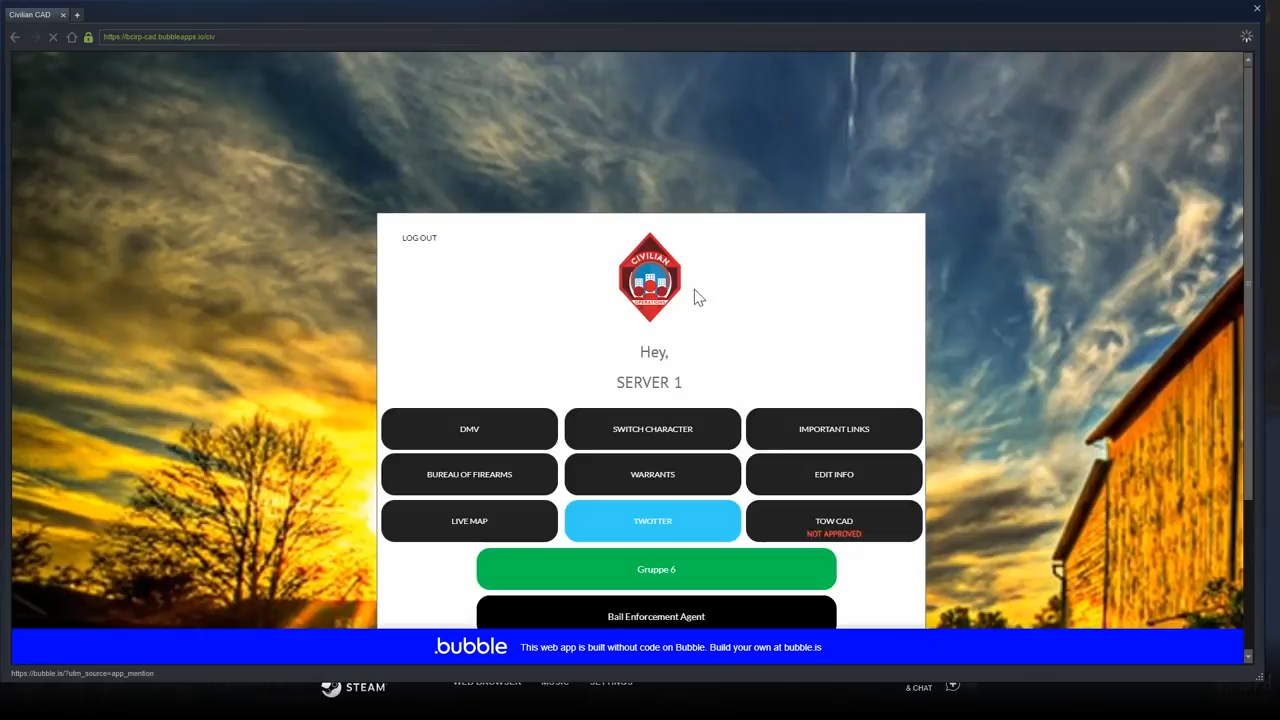 Civilian CAD
https://bcirp-cad.bubbleapps.io/civ
LOG OUT
CIVILIAN
OPERATIONS
Hey,
SERVER 1
DMV
SWITCH CHARACTER
IMPORTANT LINKS
BUREAU OF FIREARMS
WARRANTS
EDIT INFO
LIVE MAP
TWOTTER
TOW CAD
NOT APPROVED
Gruppe 6
Bail Enforcement Agent
.bubble
This web app is built without code on Bubble. Build your own at bubble.is
https://bubble.is/?utm_source=app_mention
STEAM
WEB BROWSER
MUSIC
SETTINGS
& CHAT